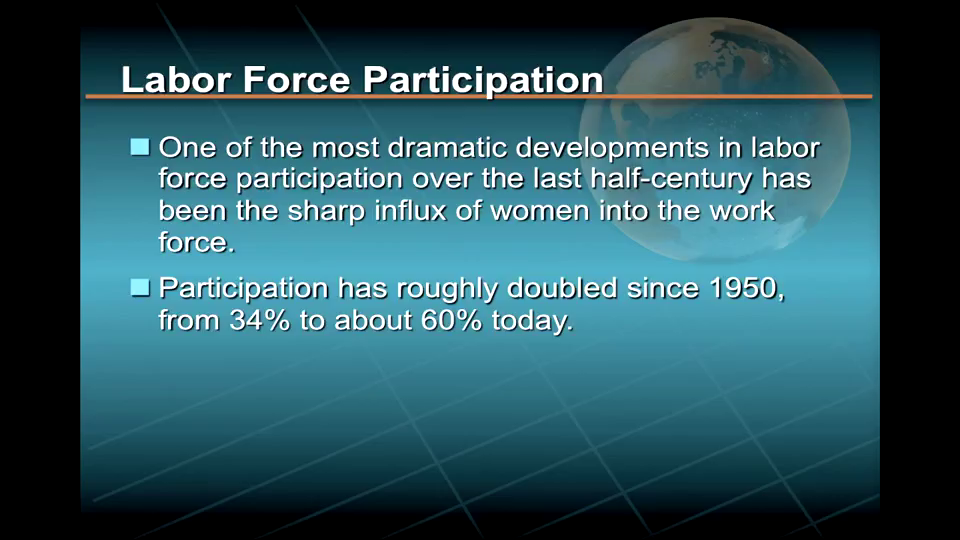 Labor Force Participation
One of the most dramatic developments in labor
force participation over the last half-century has
been the sharp influx of women into the work
force.
Participation has roughly doubled since 1950,
from 34% to about 60% today.